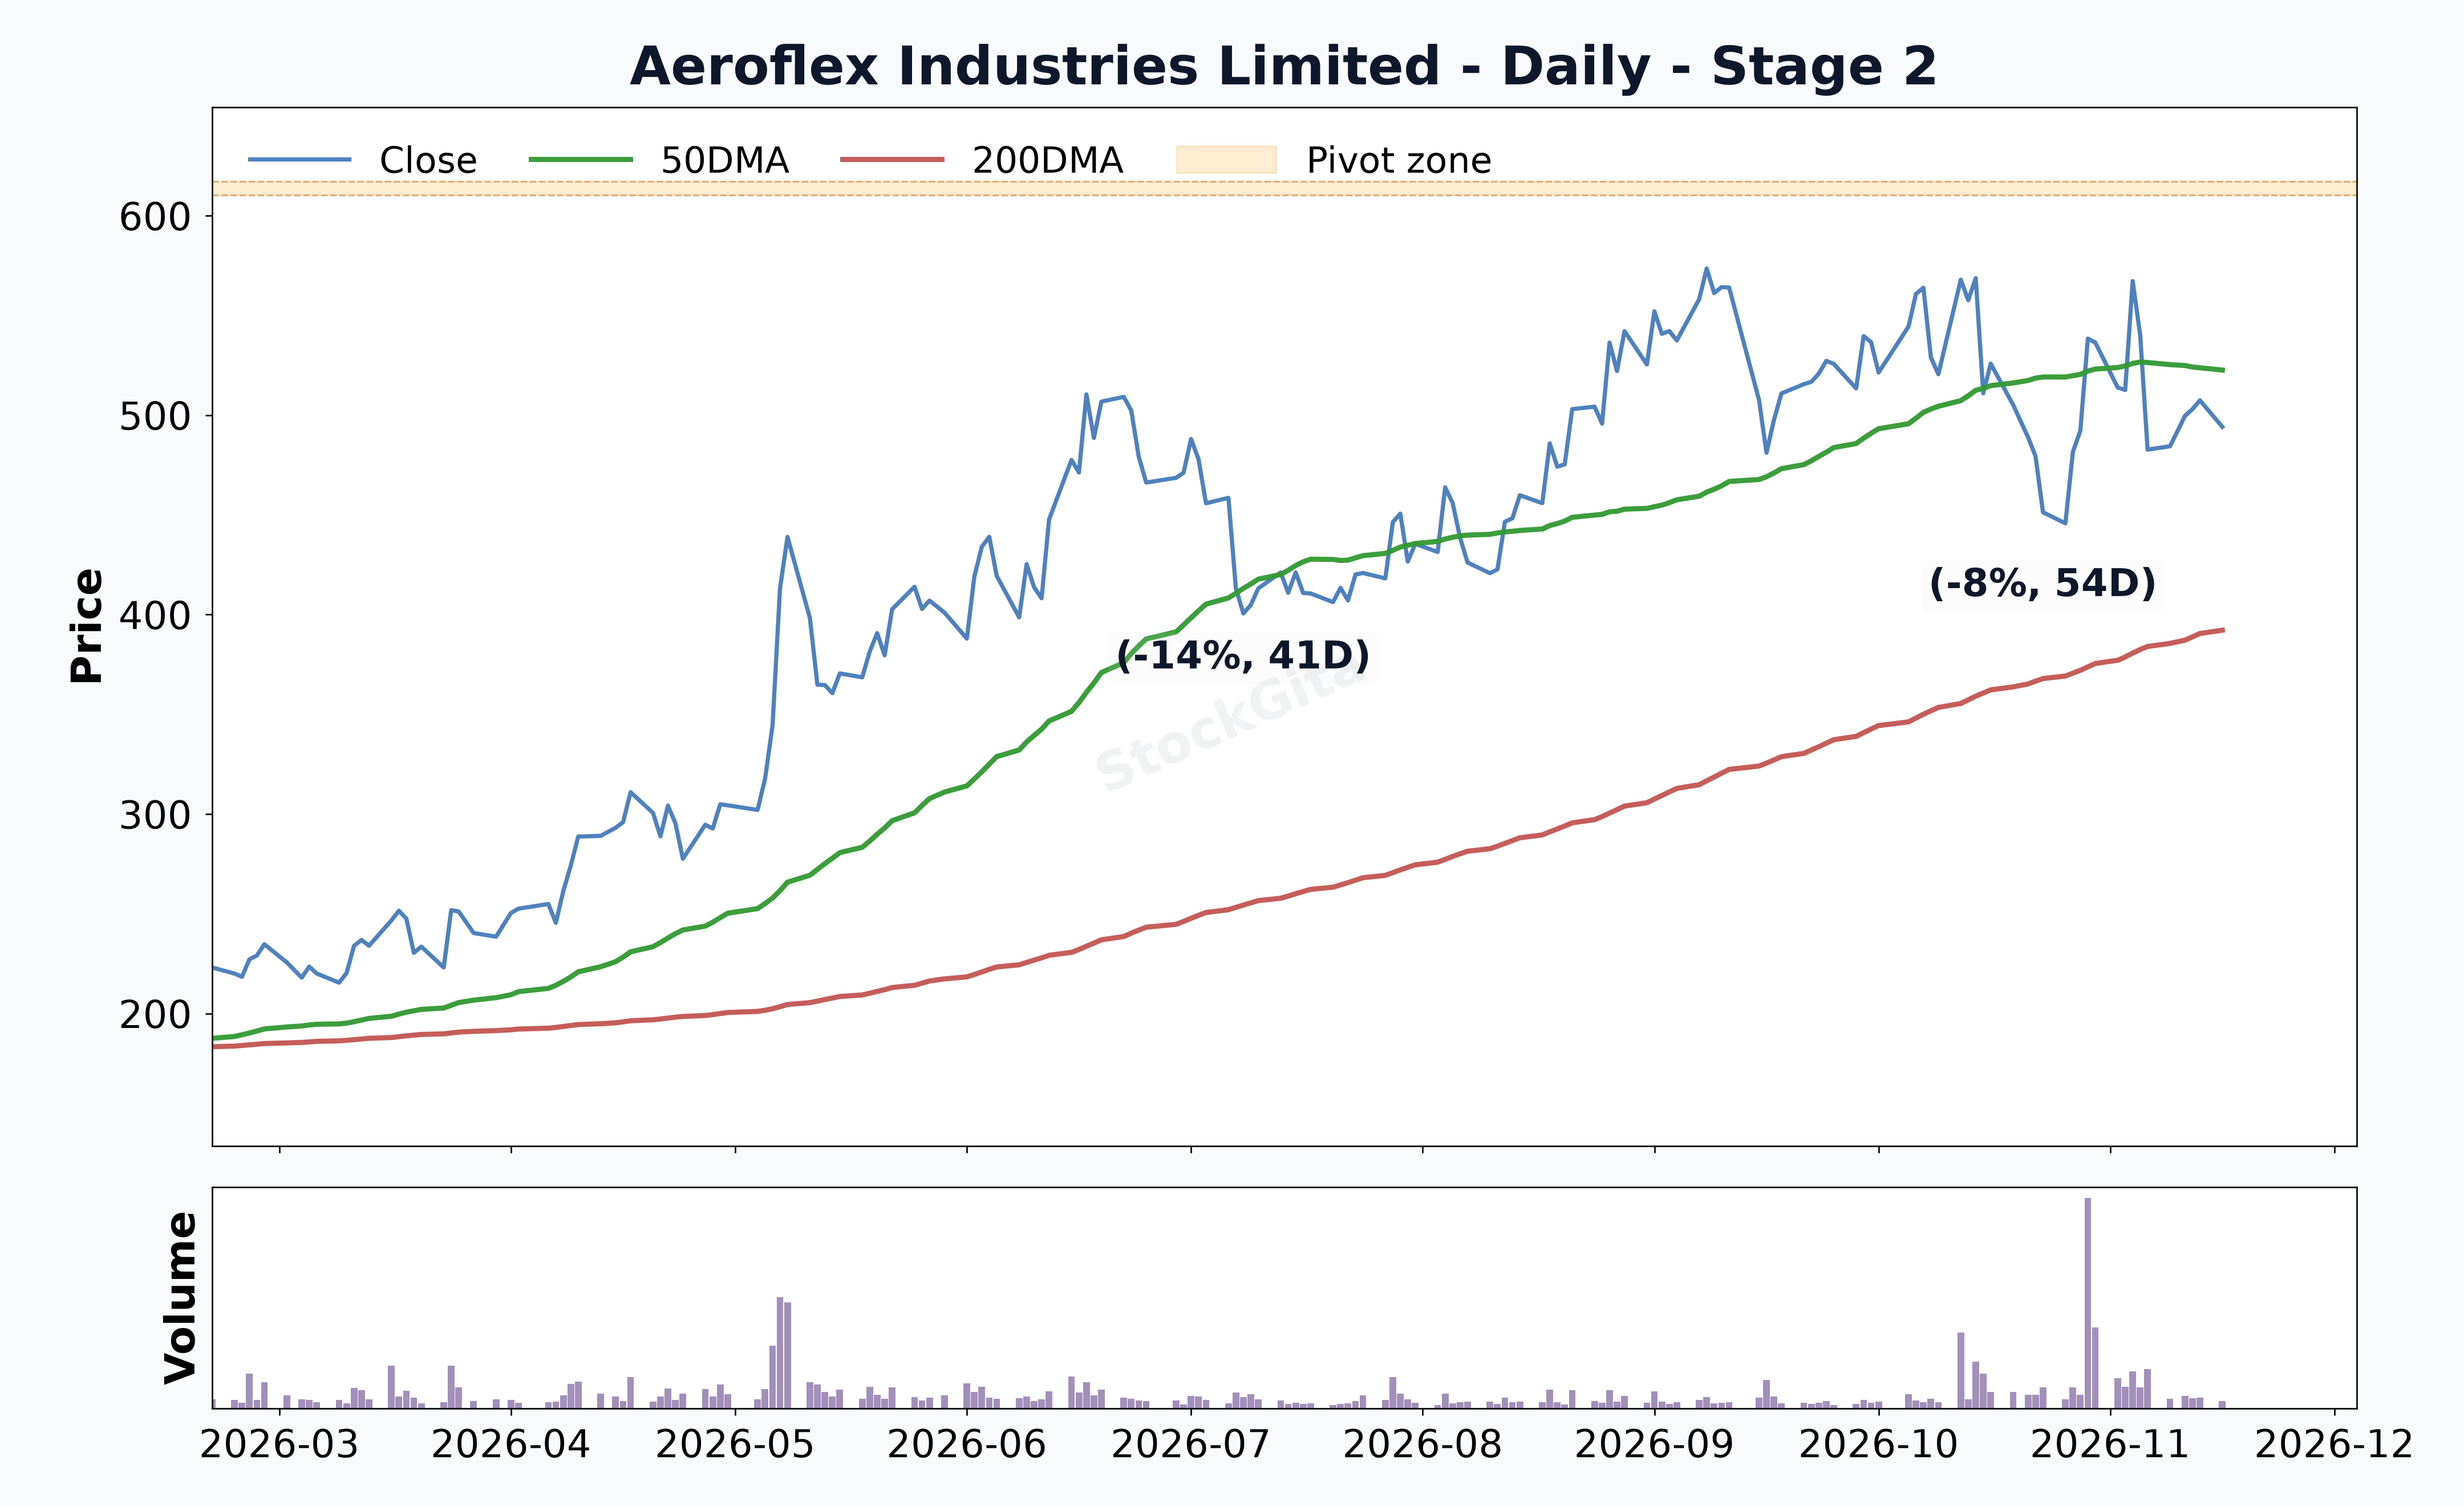 Aeroflex Industries Limited - Daily - Stage 2
Close 50DMA 200DMA Pivot zone
600
500
400
300
200
Price
(-8%, 54D)
(-14%, 41D)
StockGita
Volume
2026-03 2026-04 2026-05 2026-06 2026-07 2026-08 2026-09 2026-10 2026-11 2026-12